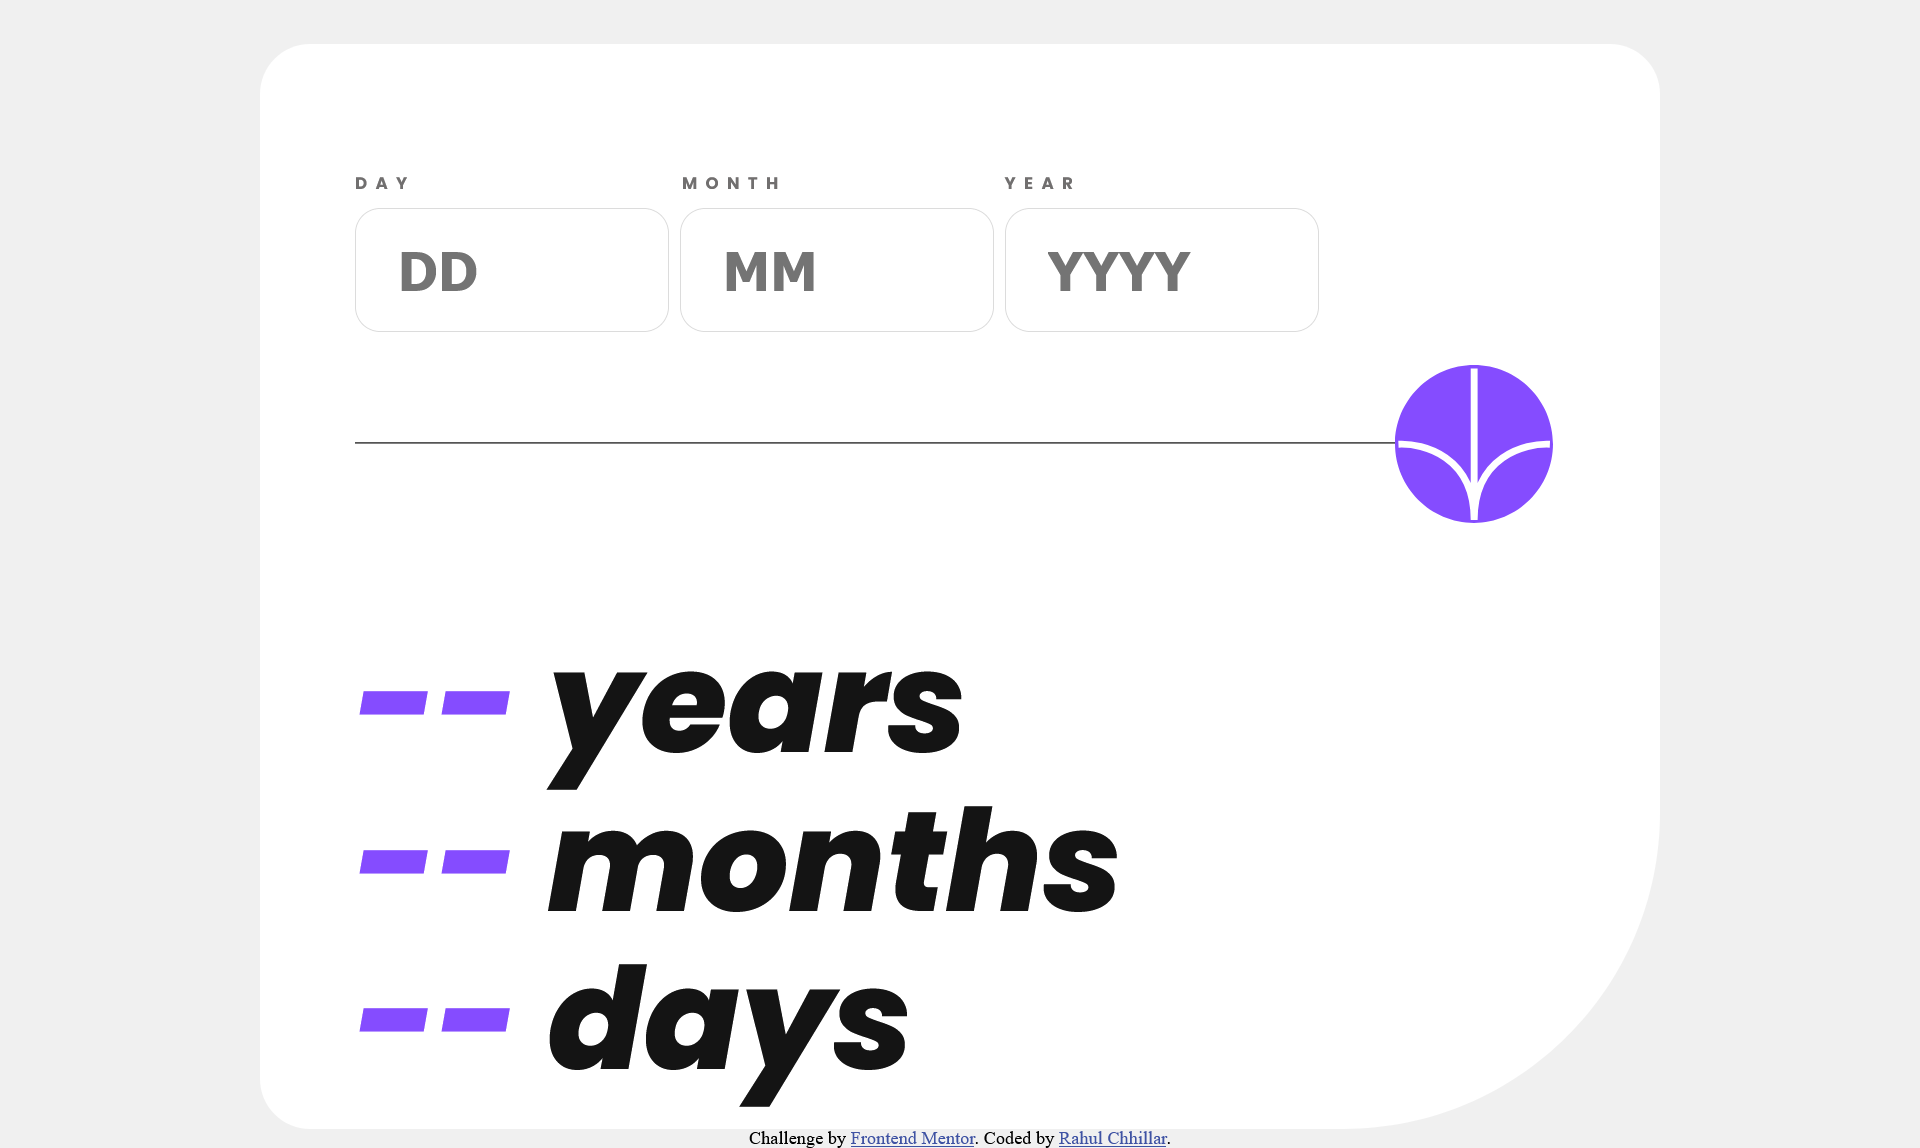 DAY MONTH YEAR
DD MM YYYY
-- years
-- months
-- days
Challenge by Frontend Mentor. Coded by Rahul Chhillar.